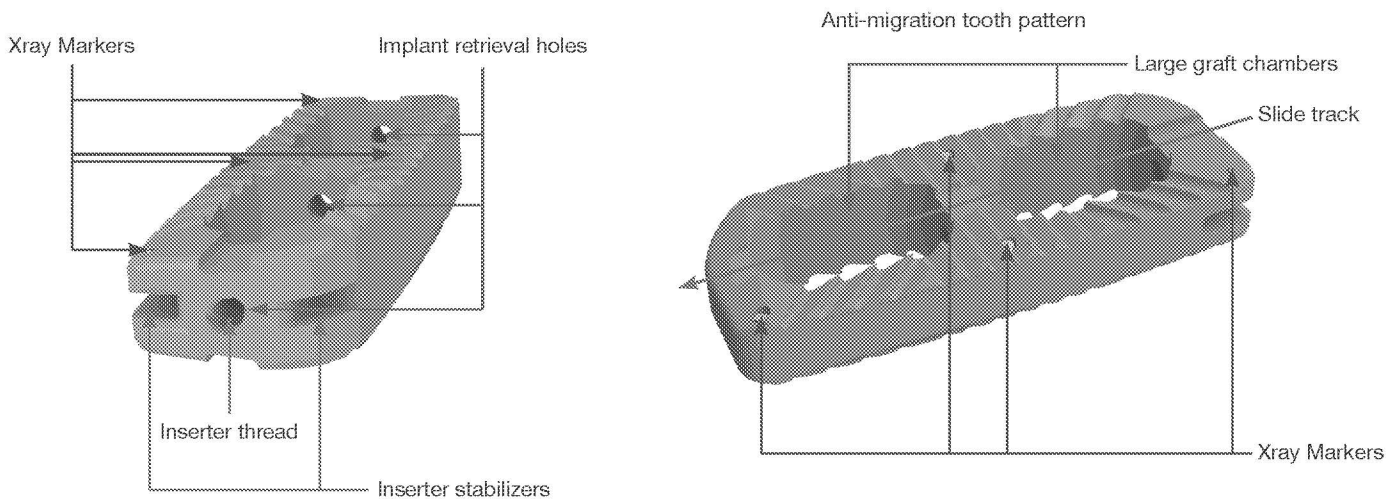 Xray Markers
Implant retrieval holes
Inserter thread
Inserter stabilizers
Anti-migration tooth pattern
Large graft chambers
Slide track
Xray Markers